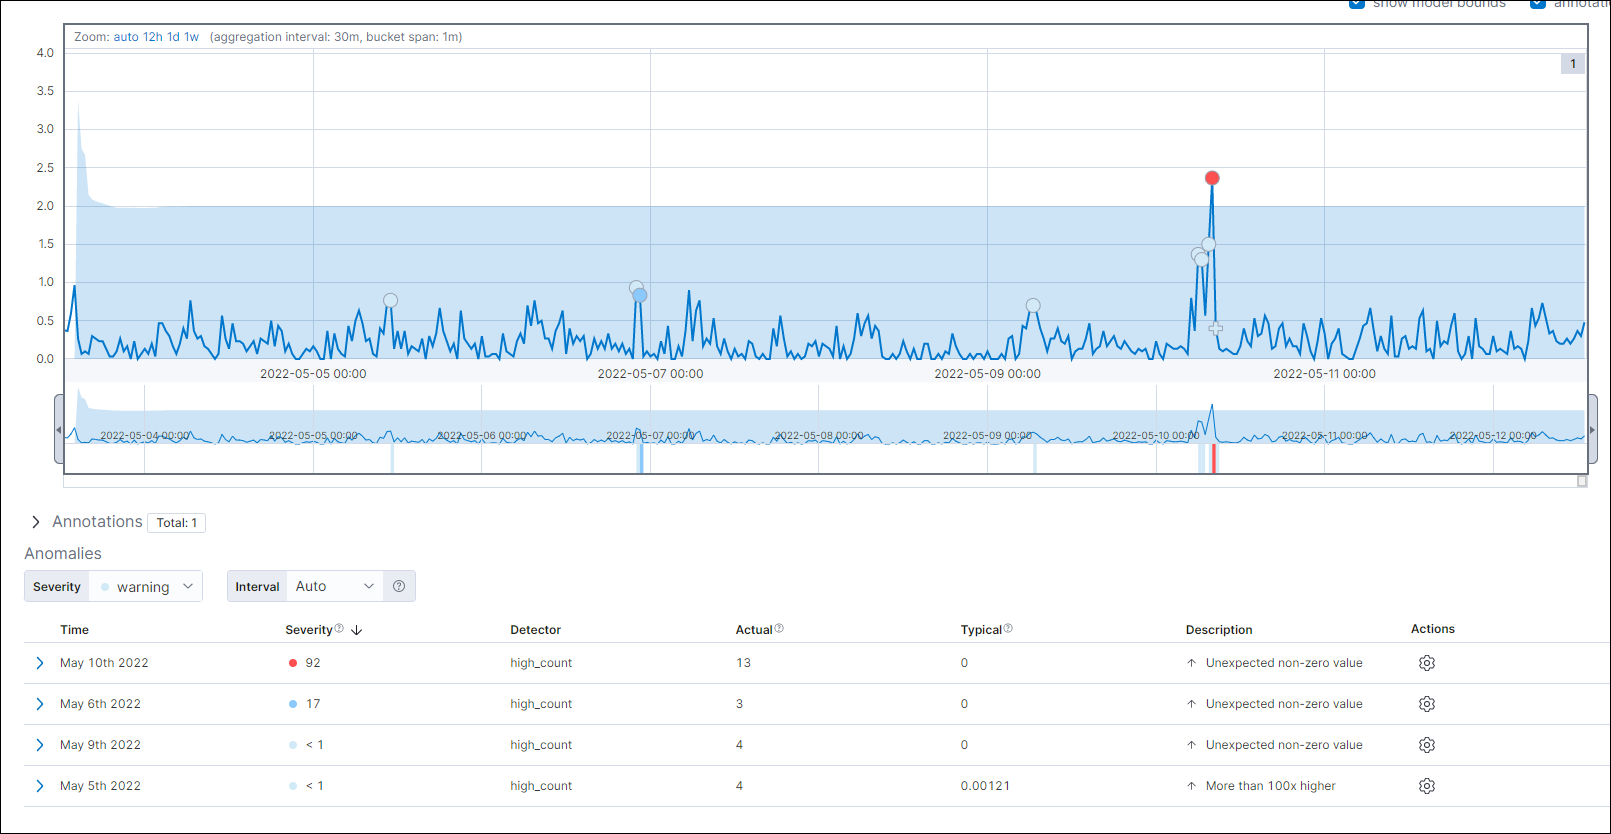 show model bounds annotati
Zoom: auto 12h 1d 1w (aggregation interval: 30m, bucket span: 1m)
1
4.0
3.5
3.0
2.5
2.0
1.5
1.0
0.5
0.0
2022-05-05 00:00 2022-05-07 00:00 2022-05-09 00:00 2022-05-11 00:00
2022-05-04 00:00 2022-05-05 00:00 2022-05-06 00:00 2022-05-07 00:00 2022-05-08 00:00 2022-05-09 00:00 2022-05-10 00:00 2022-05-11 00:00 2022-05-12 00:00
Annotations Total: 1
Anomalies
Severity warning Interval Auto ?
Time Severity ? Detector Actual ? Typical ? Description Actions
May 10th 2022 92 high_count 13 0 ↑ Unexpected non-zero value
May 6th 2022 17 high_count 3 0 ↑ Unexpected non-zero value
May 9th 2022 < 1 high_count 4 0 ↑ Unexpected non-zero value
May 5th 2022 < 1 high_count 4 0.00121 ↑ More than 100x higher